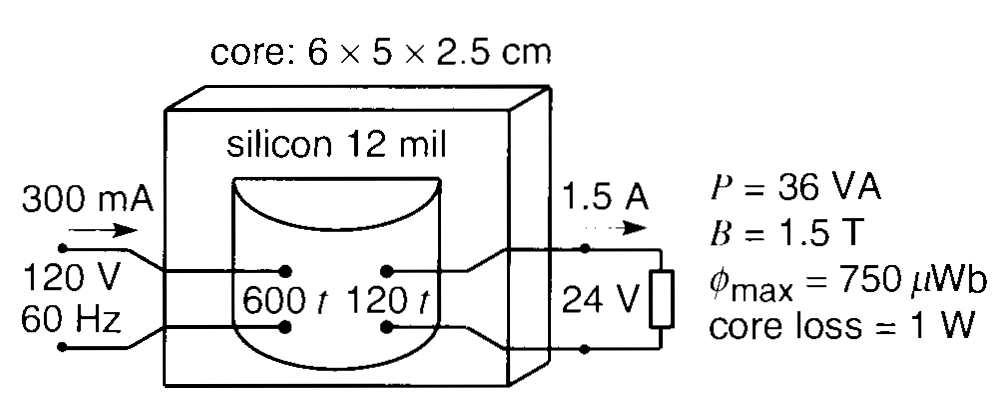 core: 6 × 5 × 2.5 cm
silicon 12 mil
300 mA
120 V
60 Hz
600 t 120 t
1.5 A
24 V
P = 36 VA
B = 1.5 T
ϕmax = 750 μWb
core loss = 1 W